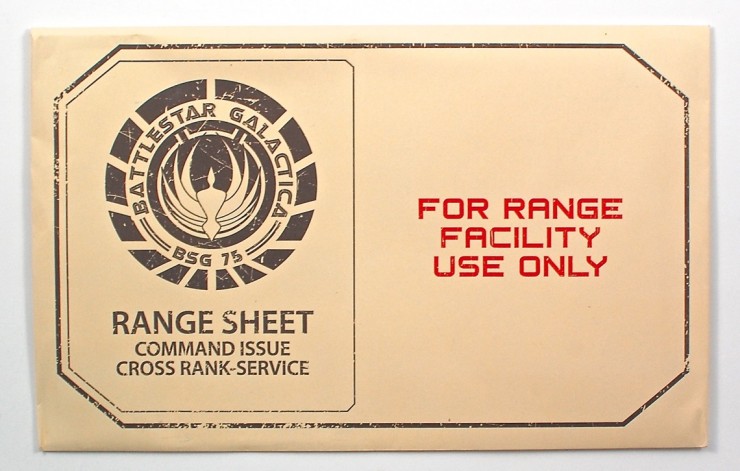 BATTLESTAR GALACTICA
BSG 75
RANGE SHEET
COMMAND ISSUE
CROSS RANK-SERVICE
FOR RANGE
FACILITY
USE ONLY